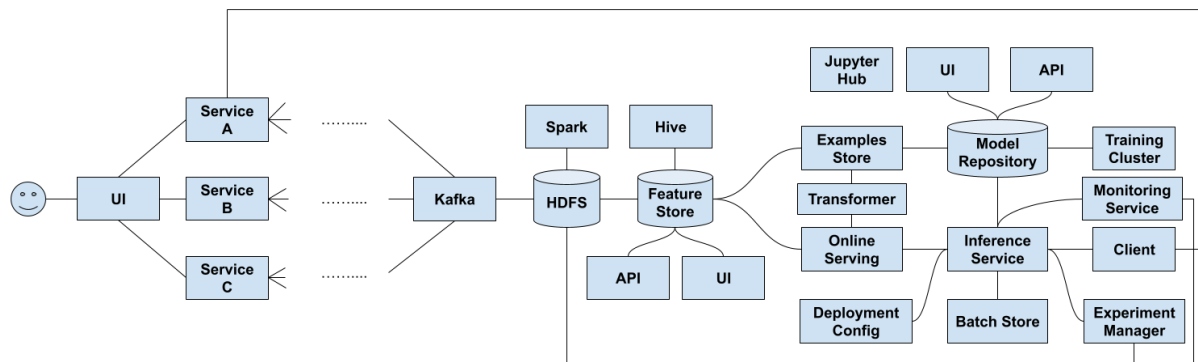 Jupyter
Hub
UI
API
Service
A
.........
Spark
Hive
Examples
Store
Model
Repository
Training
Cluster
UI
Service
B
.........
Kafka
HDFS
Feature
Store
Transformer
Monitoring
Service
Online
Serving
Inference
Service
Client
Service
C
.........
API
UI
Deployment
Config
Batch Store
Experiment
Manager